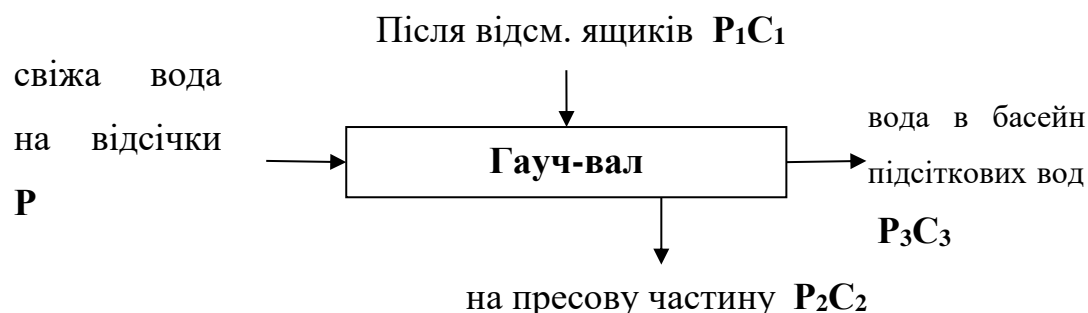 Після відсм. ящиків P₁C₁
свіжа вода
на відсічки
P
Гауч-вал
вода в басейн
підсіткових вод
P₃C₃
на пресову частину P₂C₂